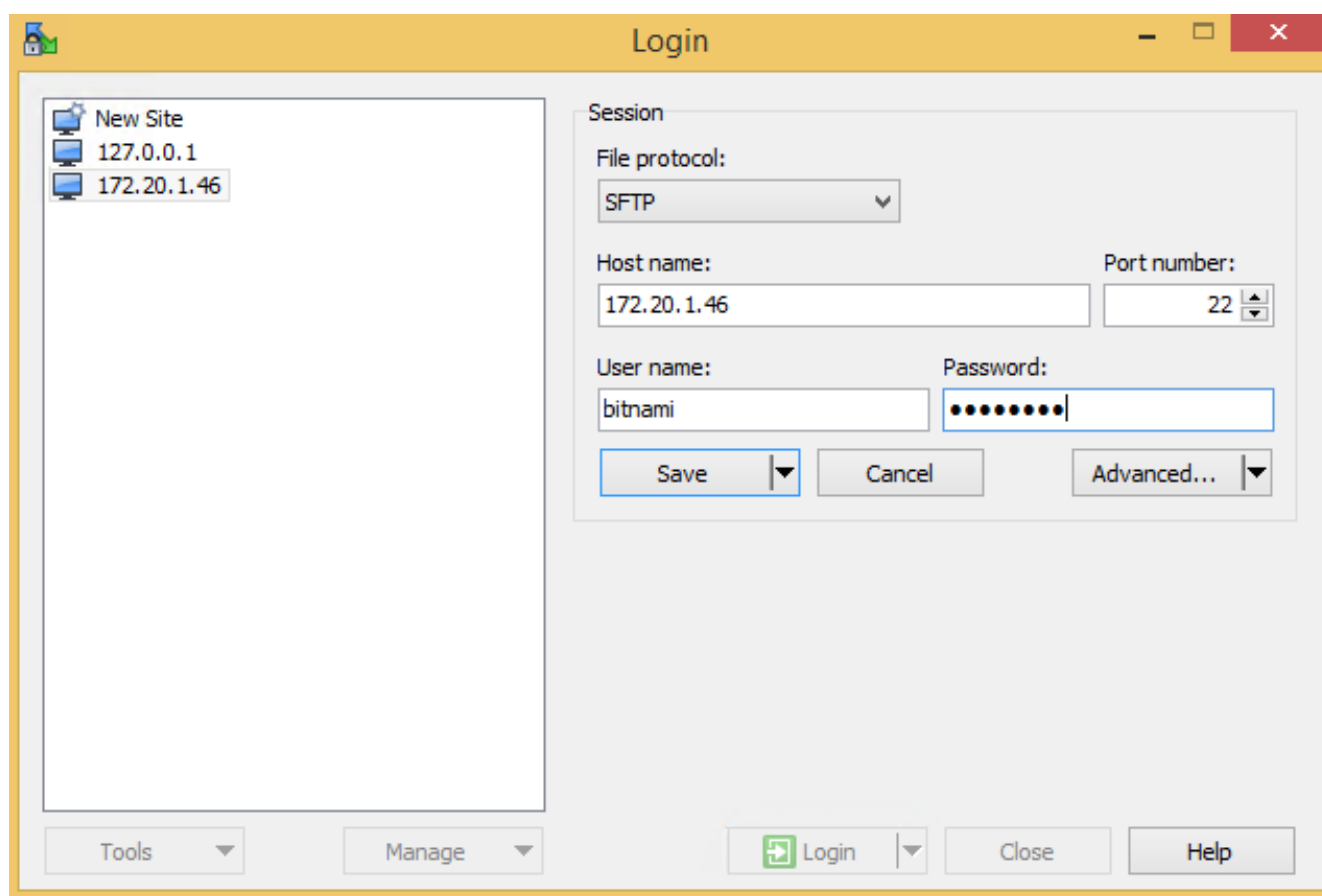 Login
New Site
127.0.0.1
172.20.1.46
Session
File protocol:
SFTP
Host name:
Port number:
172.20.1.46
22
User name:
Password:
bitnami
••••••••
Save
Cancel
Advanced...
Tools
Manage
Login
Close
Help